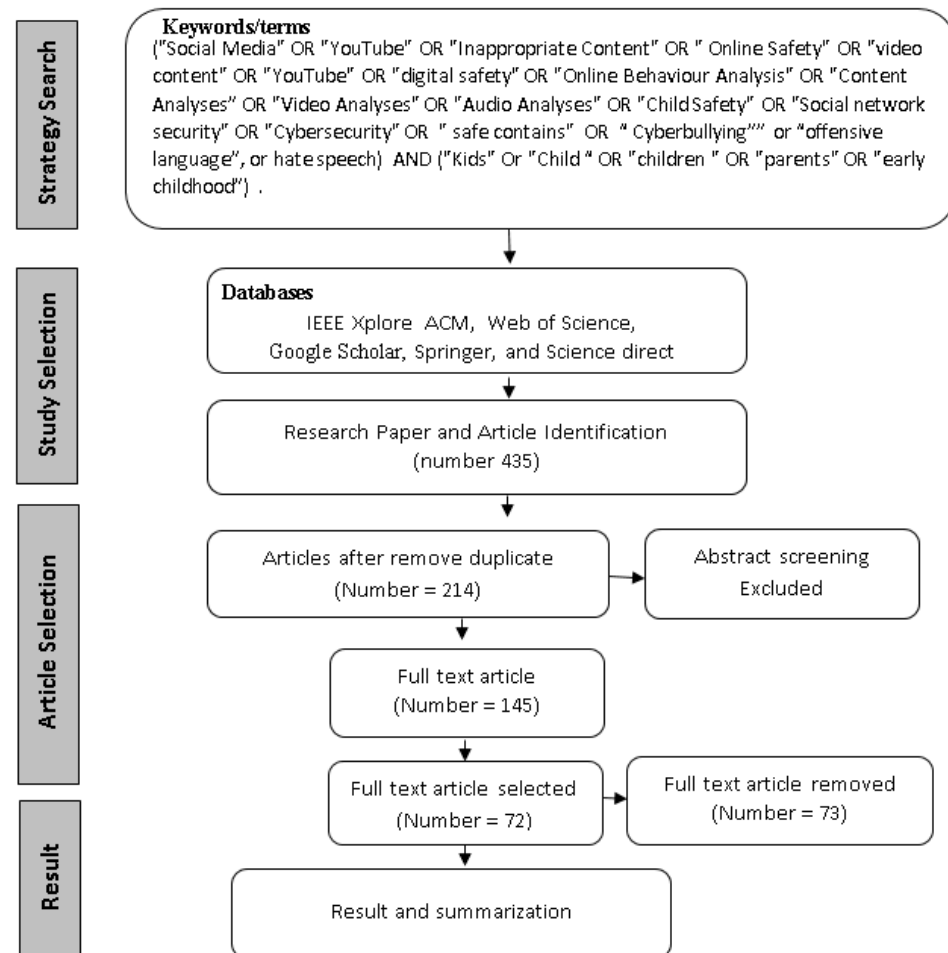 Strategy Search
Keywords/terms
("Social Media" OR "YouTube" OR "Inappropriate Content" OR " Online Safety" OR "video
content" OR "YouTube" OR "digital safety" OR "Online Behaviour Analysis" OR "Content
Analyses" OR "Video Analyses" OR "Audio Analyses" OR "Child Safety" OR "Social network
security" OR "Cybersecurity" OR " safe contains" OR " Cyberbullying"" or "offensive
language", or hate speech) AND ("Kids" Or "Child " OR "children " OR "parents" OR "early
childhood") .
Study Selection
Databases
IEEE Xplore ACM, Web of Science,
Google Scholar, Springer, and Science direct
Research Paper and Article Identification
(number 435)
Article Selection
Articles after remove duplicate
(Number = 214)
Abstract screening
Excluded
Full text article
(Number = 145)
Full text article selected
(Number = 72)
Full text article removed
(Number = 73)
Result
Result and summarization